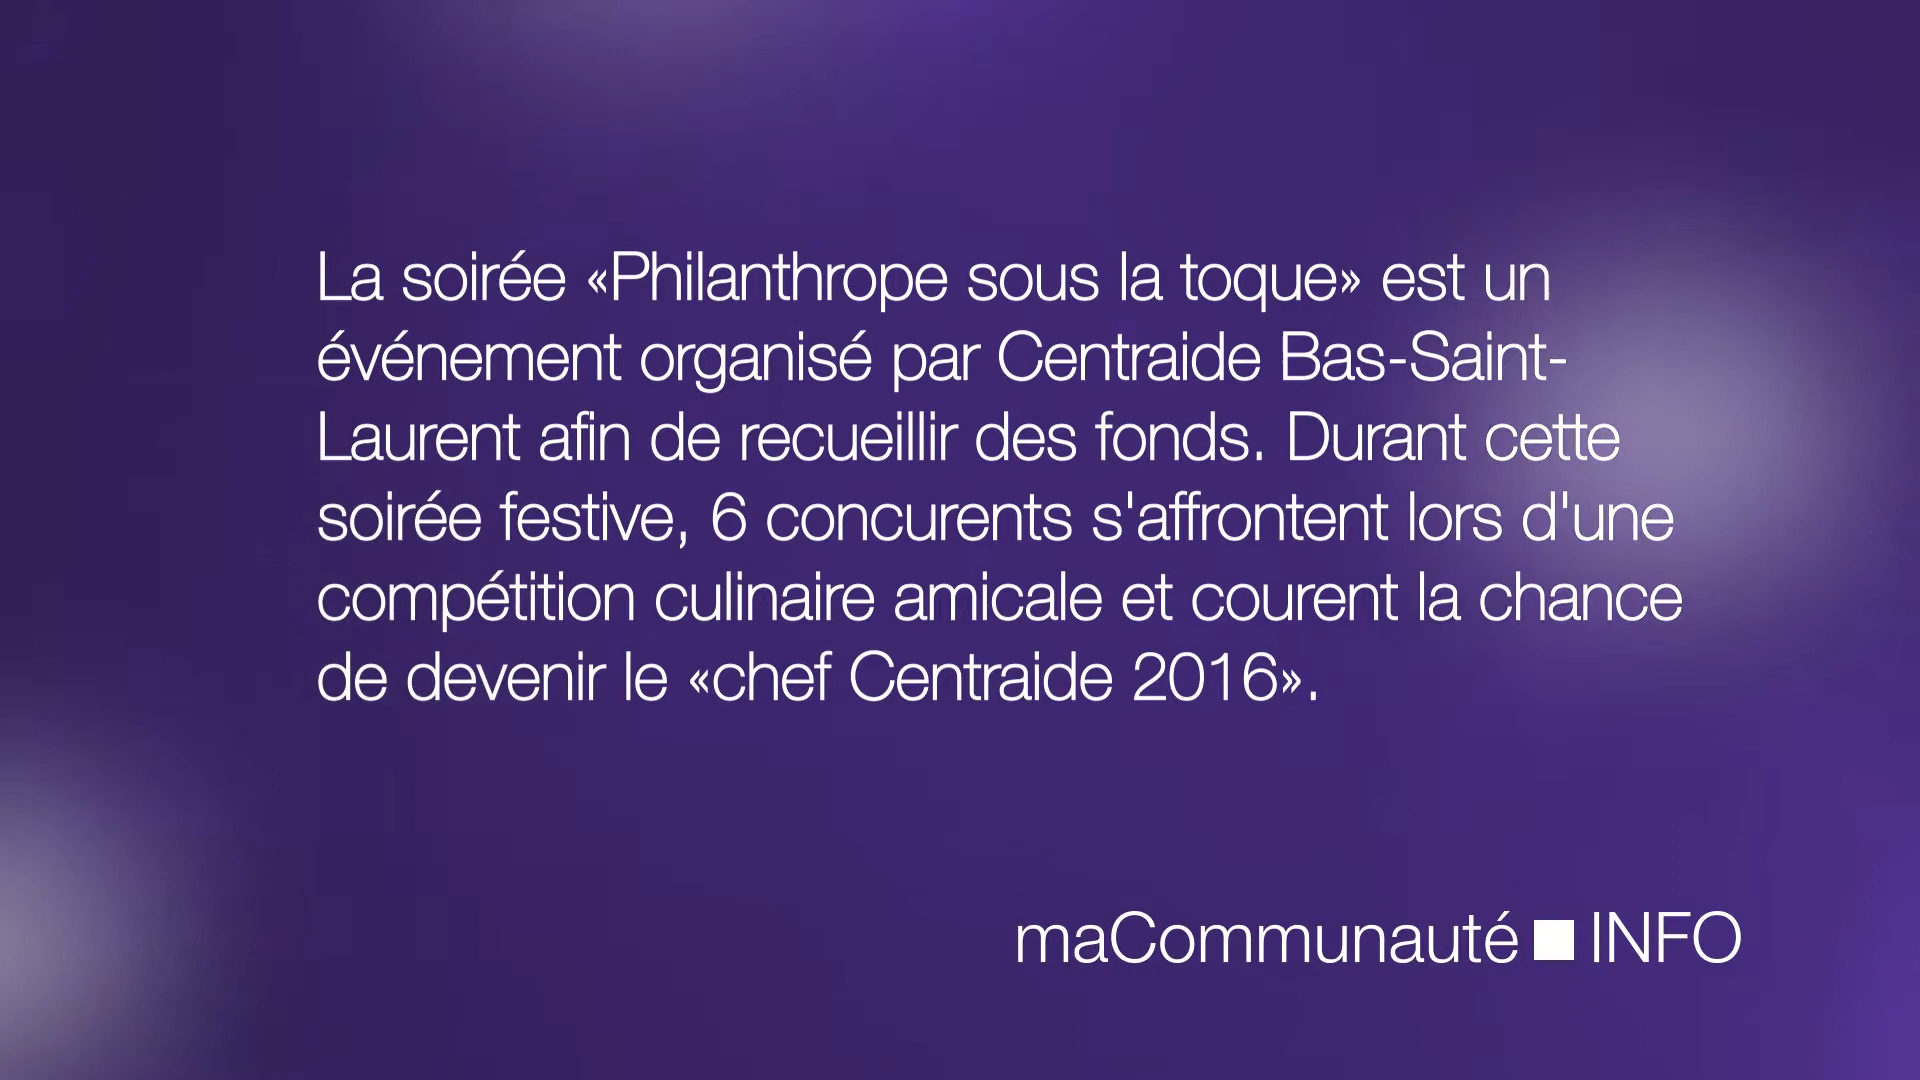 La soirée «Philanthrope sous la toque» est un
événement organisé par Centraide Bas-Saint-
Laurent afin de recueillir des fonds. Durant cette
soirée festive, 6 concurents s'affrontent lors d'une
compétition culinaire amicale et courent la chance
de devenir le «chef Centraide 2016».
maCommunauté ■ INFO